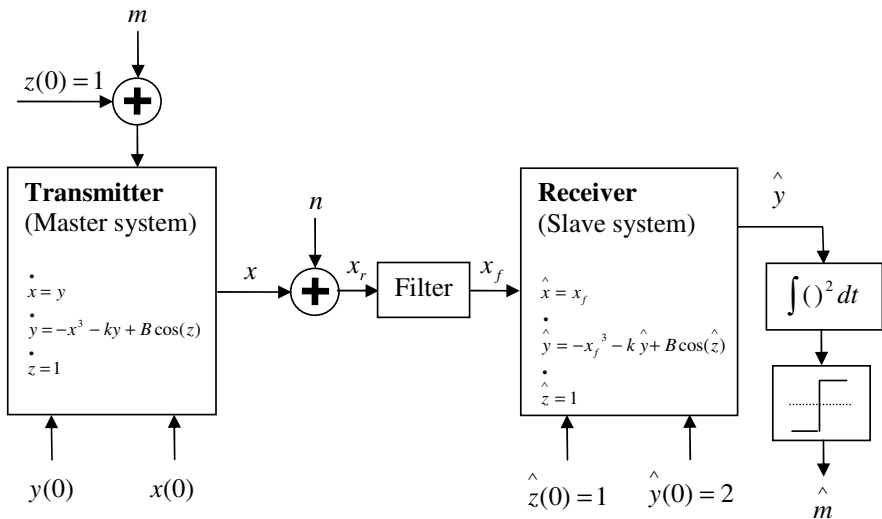 m
z(0) = 1
Transmitter
(Master system)
ẋ = y
ẏ = −x³ − ky + B cos(z)
ż = 1
y(0)
x(0)
x
n
x_r
Filter
x_f
Receiver
(Slave system)
x̂ = x_f
ŷ̇ = −x_f³ − k ŷ + B cos(ẑ)
ẑ̇ = 1
ẑ(0) = 1
ŷ(0) = 2
ŷ
∫()² dt
m̂